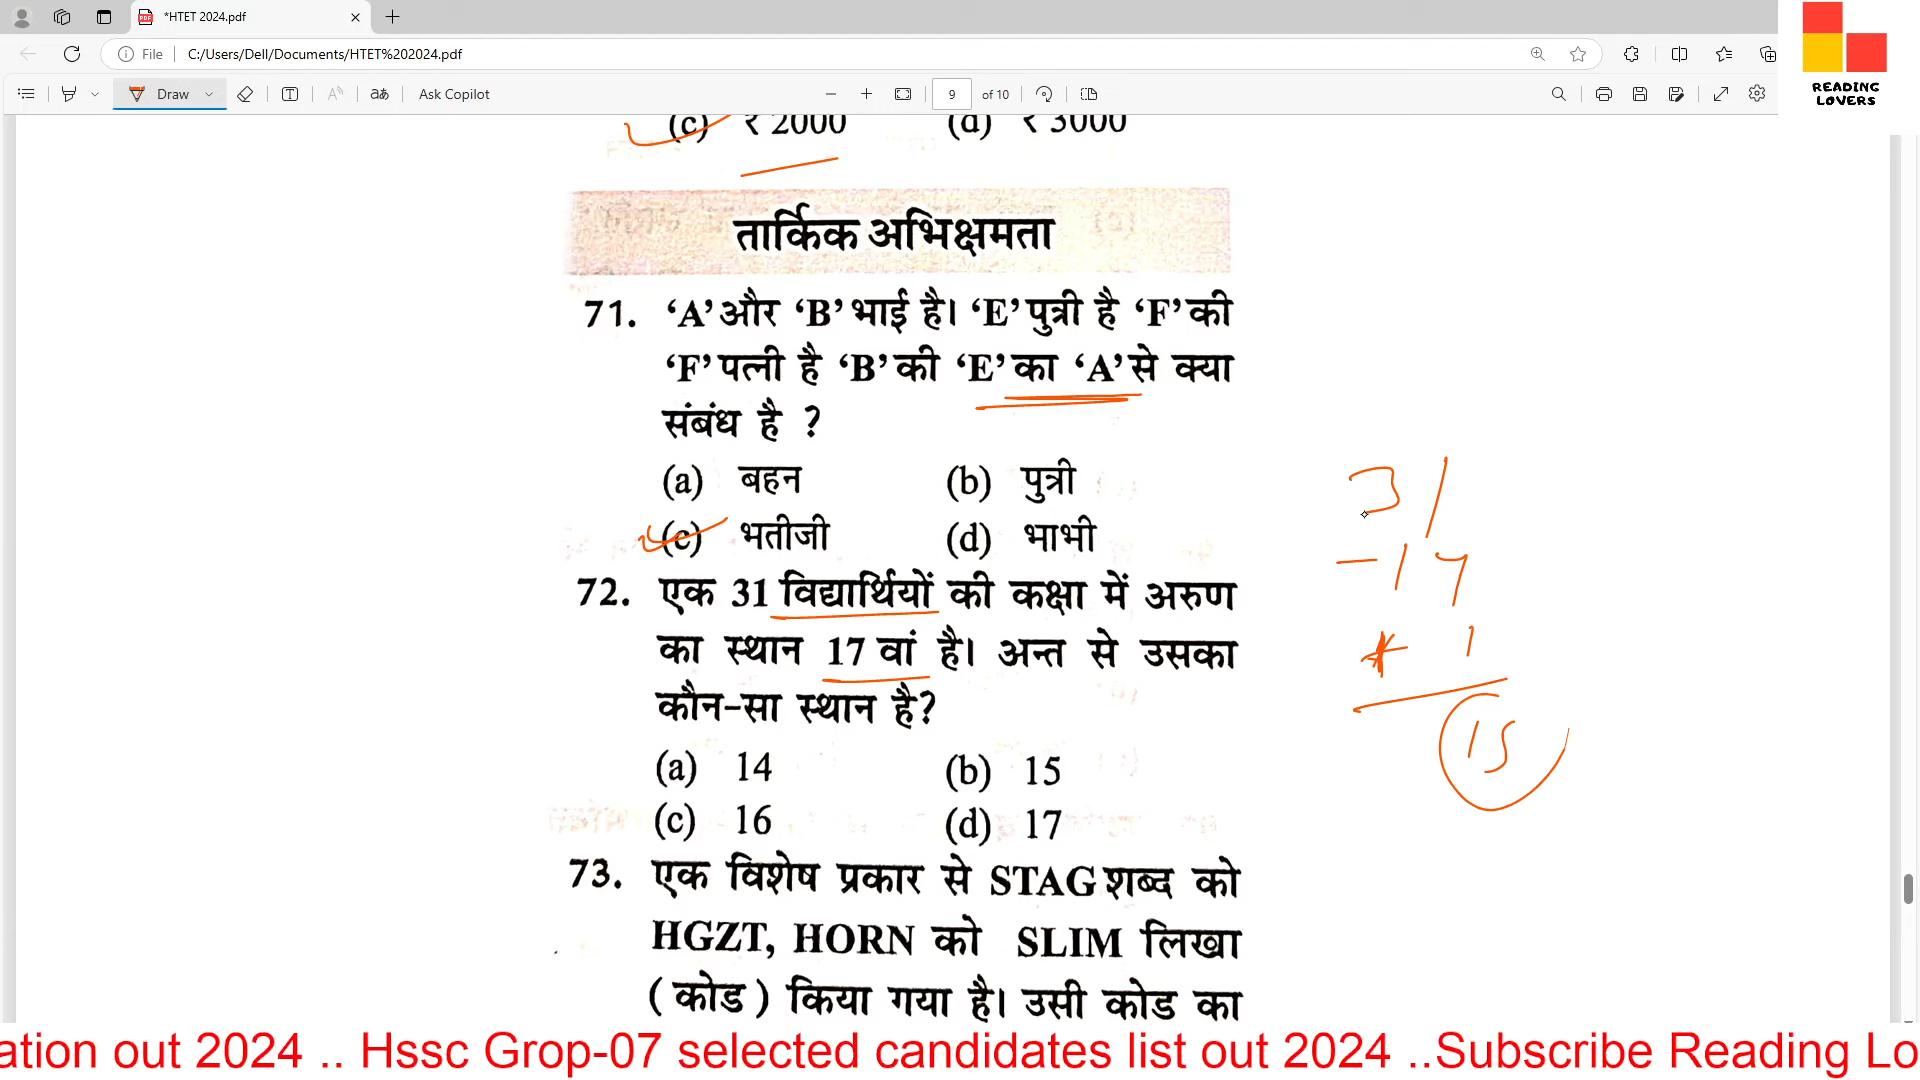 *HTET 2024.pdf
File C:/Users/Dell/Documents/HTET%202024.pdf
Draw Ask Copilot 9 of 10
READING
LOVERS
(c) ₹ 2000 (d) ₹ 3000
तार्किक अभिक्षमता
71. ‘A’ और ‘B’ भाई है। ‘E’ पुत्री है ‘F’ की
‘F’ पत्नी है ‘B’ की ‘E’ का ‘A’ से क्या
संबंध है ?
(a) बहन (b) पुत्री
(c) भतीजी (d) भाभी
72. एक 31 विद्यार्थियों की कक्षा में अरुण
का स्थान 17 वां है। अन्त से उसका
कौन-सा स्थान है?
(a) 14 (b) 15
(c) 16 (d) 17
31
-17
+ 1
15
73. एक विशेष प्रकार से STAG शब्द को
HGZT, HORN को SLIM लिखा
(कोड) किया गया है। उसी कोड का
ation out 2024 .. Hssc Grop-07 selected candidates list out 2024 ..Subscribe Reading Lo